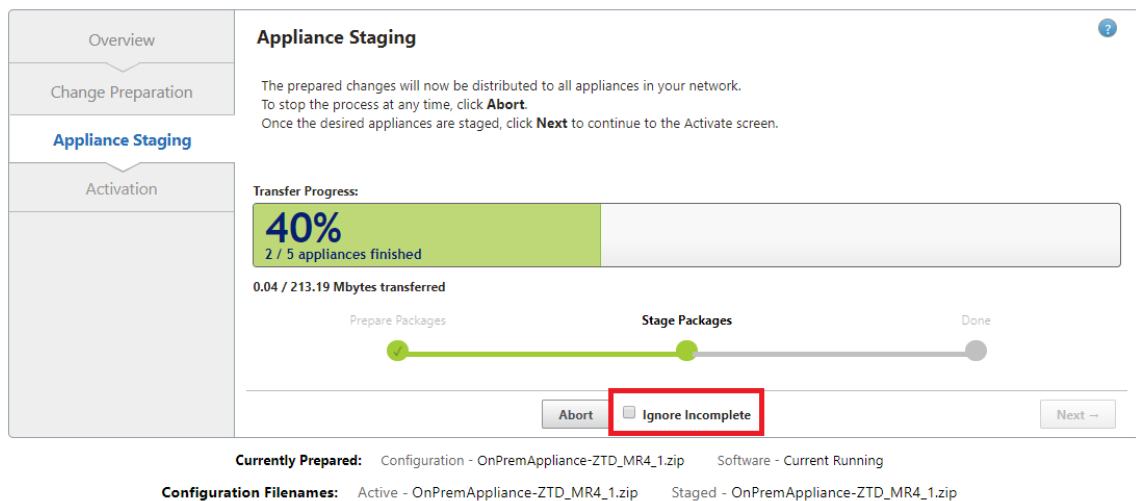 Overview
Change Preparation
Appliance Staging
Activation
Appliance Staging
?
The prepared changes will now be distributed to all appliances in your network.
To stop the process at any time, click Abort.
Once the desired appliances are staged, click Next to continue to the Activate screen.
Transfer Progress:
40%
2 / 5 appliances finished
0.04 / 213.19 Mbytes transferred
Prepare Packages Stage Packages Done
Abort Ignore Incomplete Next →
Currently Prepared: Configuration - OnPremAppliance-ZTD_MR4_1.zip Software - Current Running
Configuration Filenames: Active - OnPremAppliance-ZTD_MR4_1.zip Staged - OnPremAppliance-ZTD_MR4_1.zip